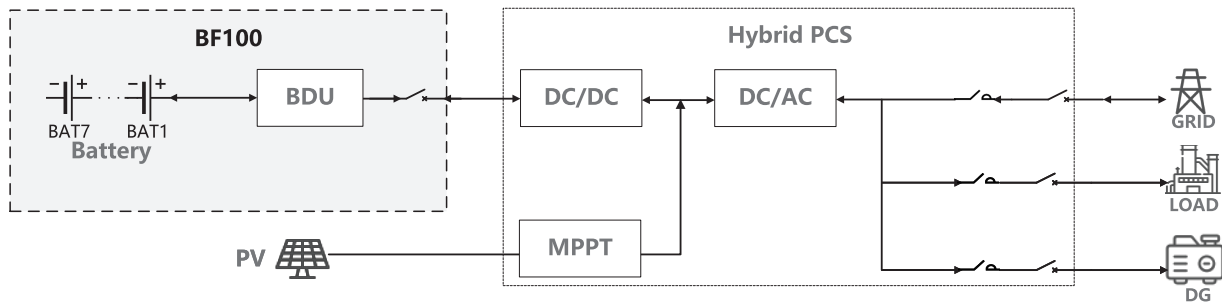 BF100
Hybrid PCS
− + − +
BDU
DC/DC
DC/AC
BAT7 BAT1
Battery
GRID
LOAD
PV
MPPT
DG